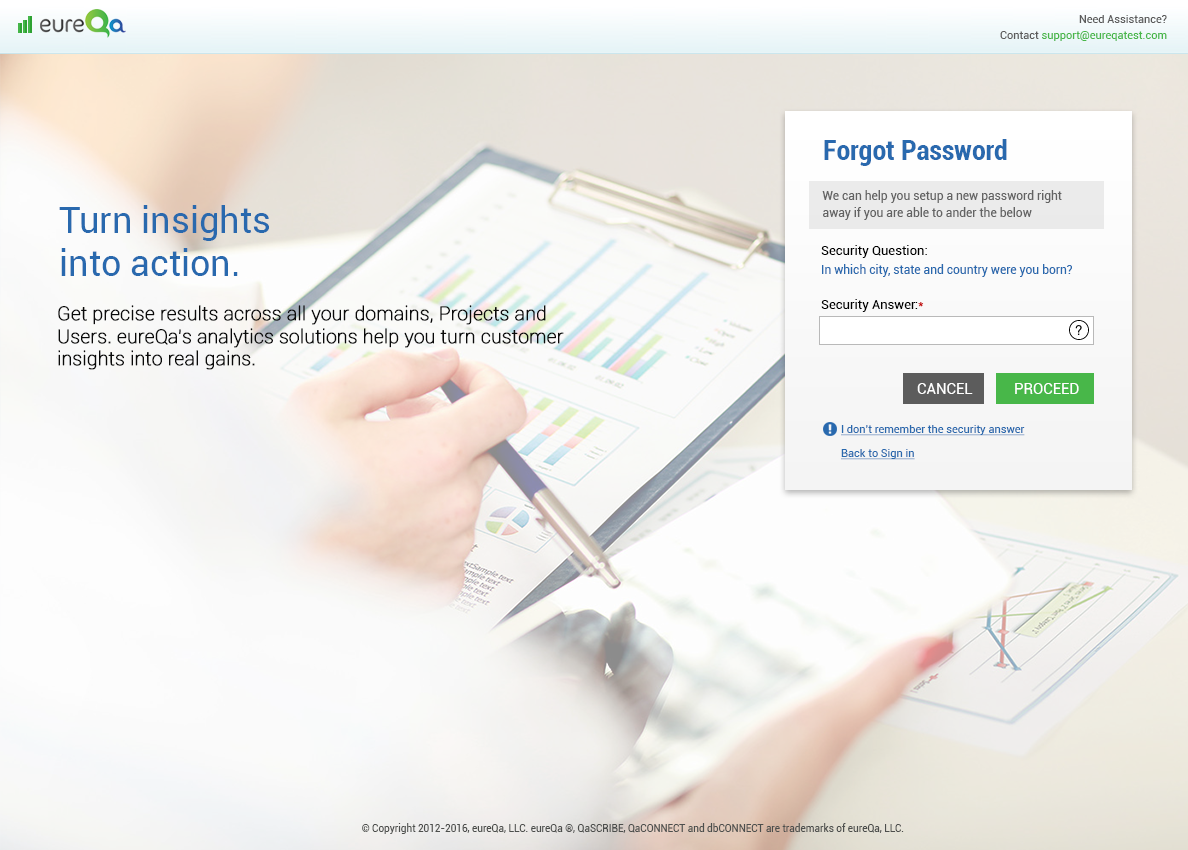 eureQa
Need Assistance?
Contact support@eureqatest.com
Forgot Password
We can help you setup a new password right
away if you are able to ander the below
Turn insights
into action.
Security Question:
In which city, state and country were you born?
Security Answer:*
?
Get precise results across all your domains, Projects and
Users. eureQa's analytics solutions help you turn customer
insights into real gains.
CANCEL PROCEED
! I don't remember the security answer
Back to Sign in
© Copyright 2012-2016, eureQa, LLC. eureQa ®, QaSCRIBE, QaCONNECT and dbCONNECT are trademarks of eureQa, LLC.